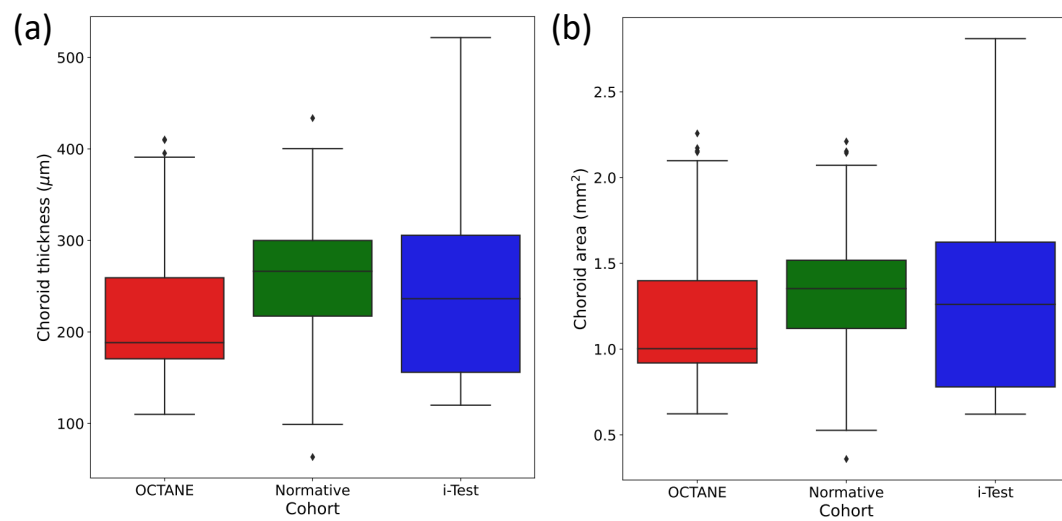 (a)
500
400
300
200
100
Choroid thickness (μm)
OCTANE Normative i-Test
Cohort
(b)
2.5
2.0
1.5
1.0
0.5
Choroid area (mm²)
OCTANE Normative i-Test
Cohort